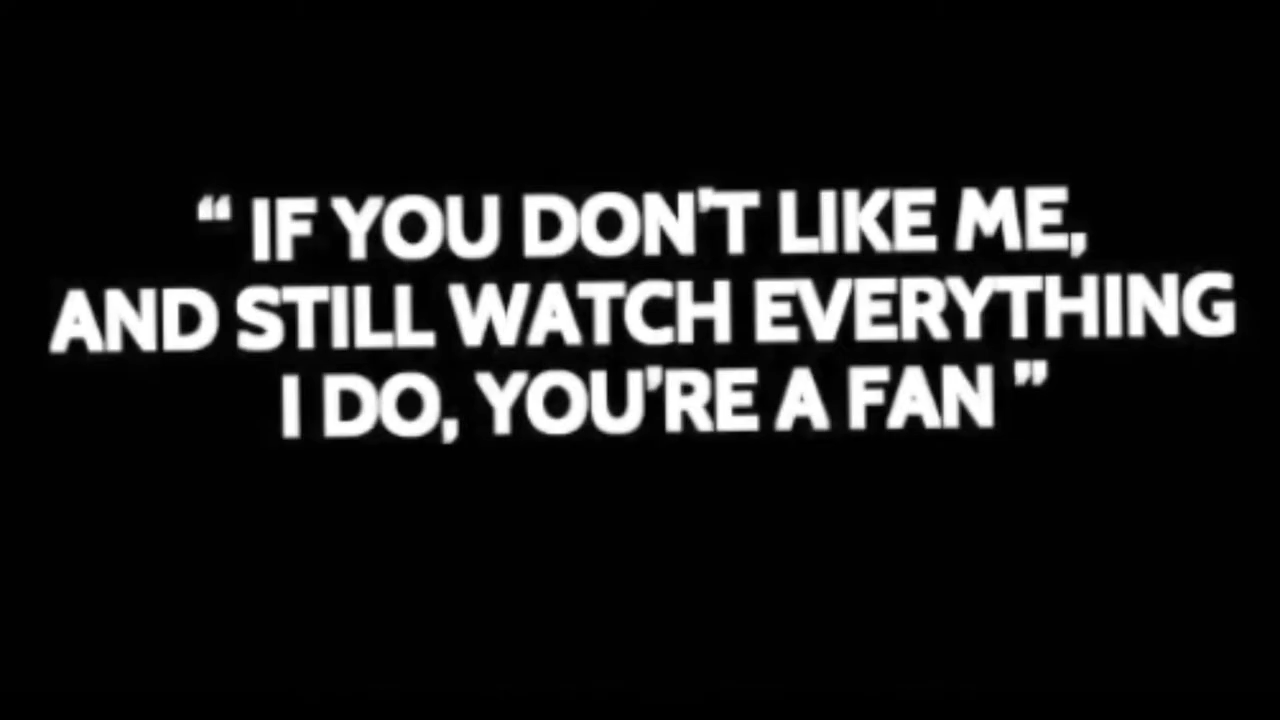 “ IF YOU DON'T LIKE ME,
AND STILL WATCH EVERYTHING
I DO, YOU'RE A FAN ”